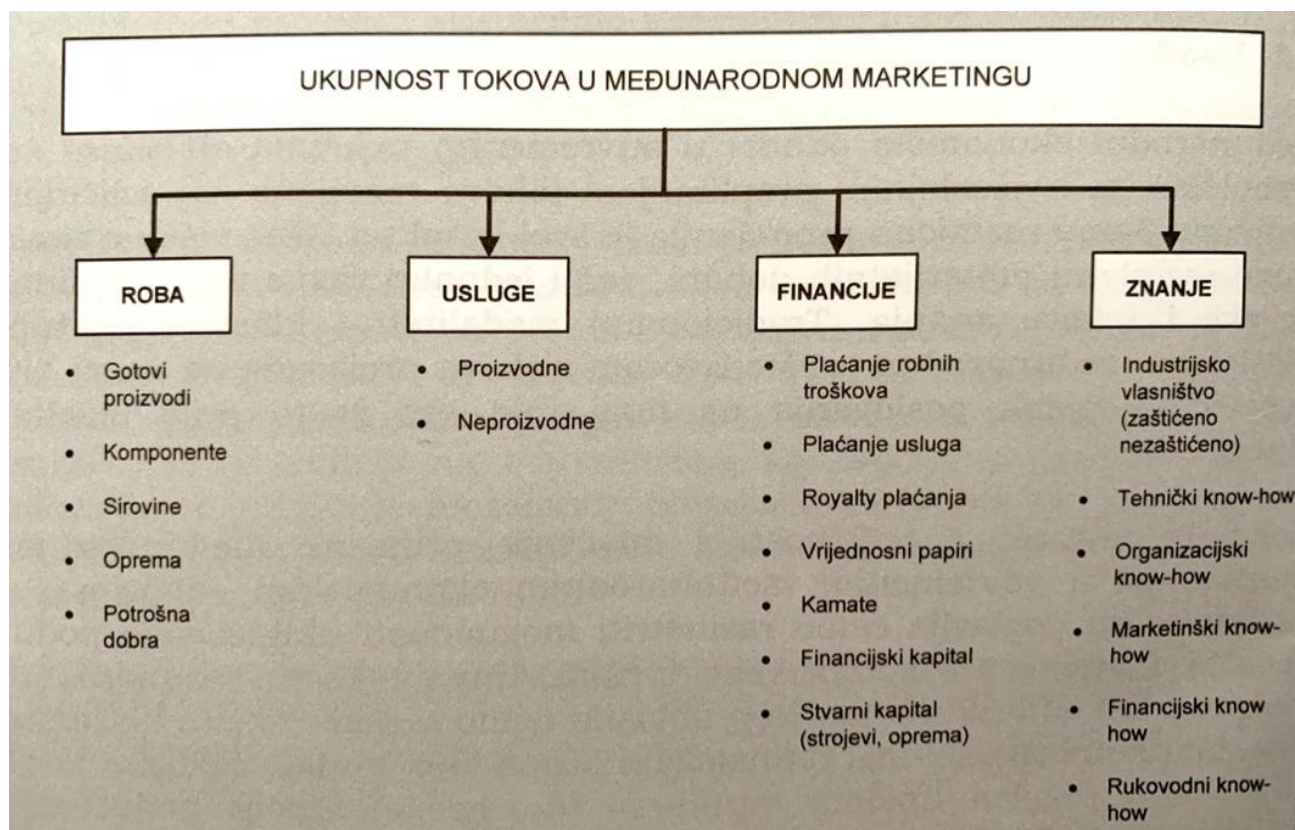 UKUPNOST TOKOVA U MEĐUNARODNOM MARKETINGU
ROBA
Gotovi
proizvodi
Komponente
Sirovine
Oprema
Potrošna
dobra
USLUGE
Proizvodne
Neproizvodne
FINANCIJE
Plaćanje robnih
troškova
Plaćanje usluga
Royalty plaćanja
Vrijednosni papiri
Kamate
Financijski kapital
Stvarni kapital
(strojevi, oprema)
ZNANJE
Industrijsko
vlasništvo
(zaštićeno
nezaštićeno)
Tehnički know-how
Organizacijski
know-how
Marketinški know-
how
Financijski know
how
Rukovodni know-
how